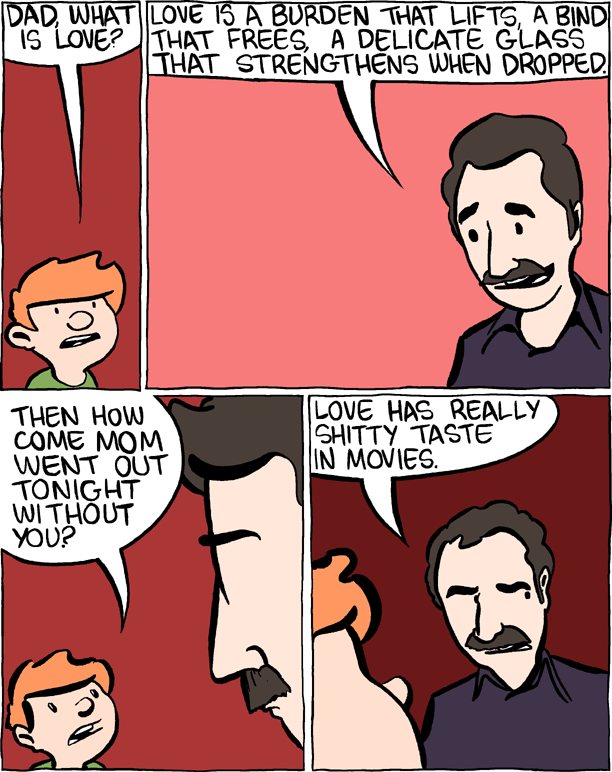 DAD, WHAT
IS LOVE?
LOVE IS A BURDEN THAT LIFTS, A BIND
THAT FREES, A DELICATE GLASS
THAT STRENGTHENS WHEN DROPPED.
THEN HOW
COME MOM
WENT OUT
TONIGHT
WITHOUT
YOU?
LOVE HAS REALLY
SHITTY TASTE
IN MOVIES.